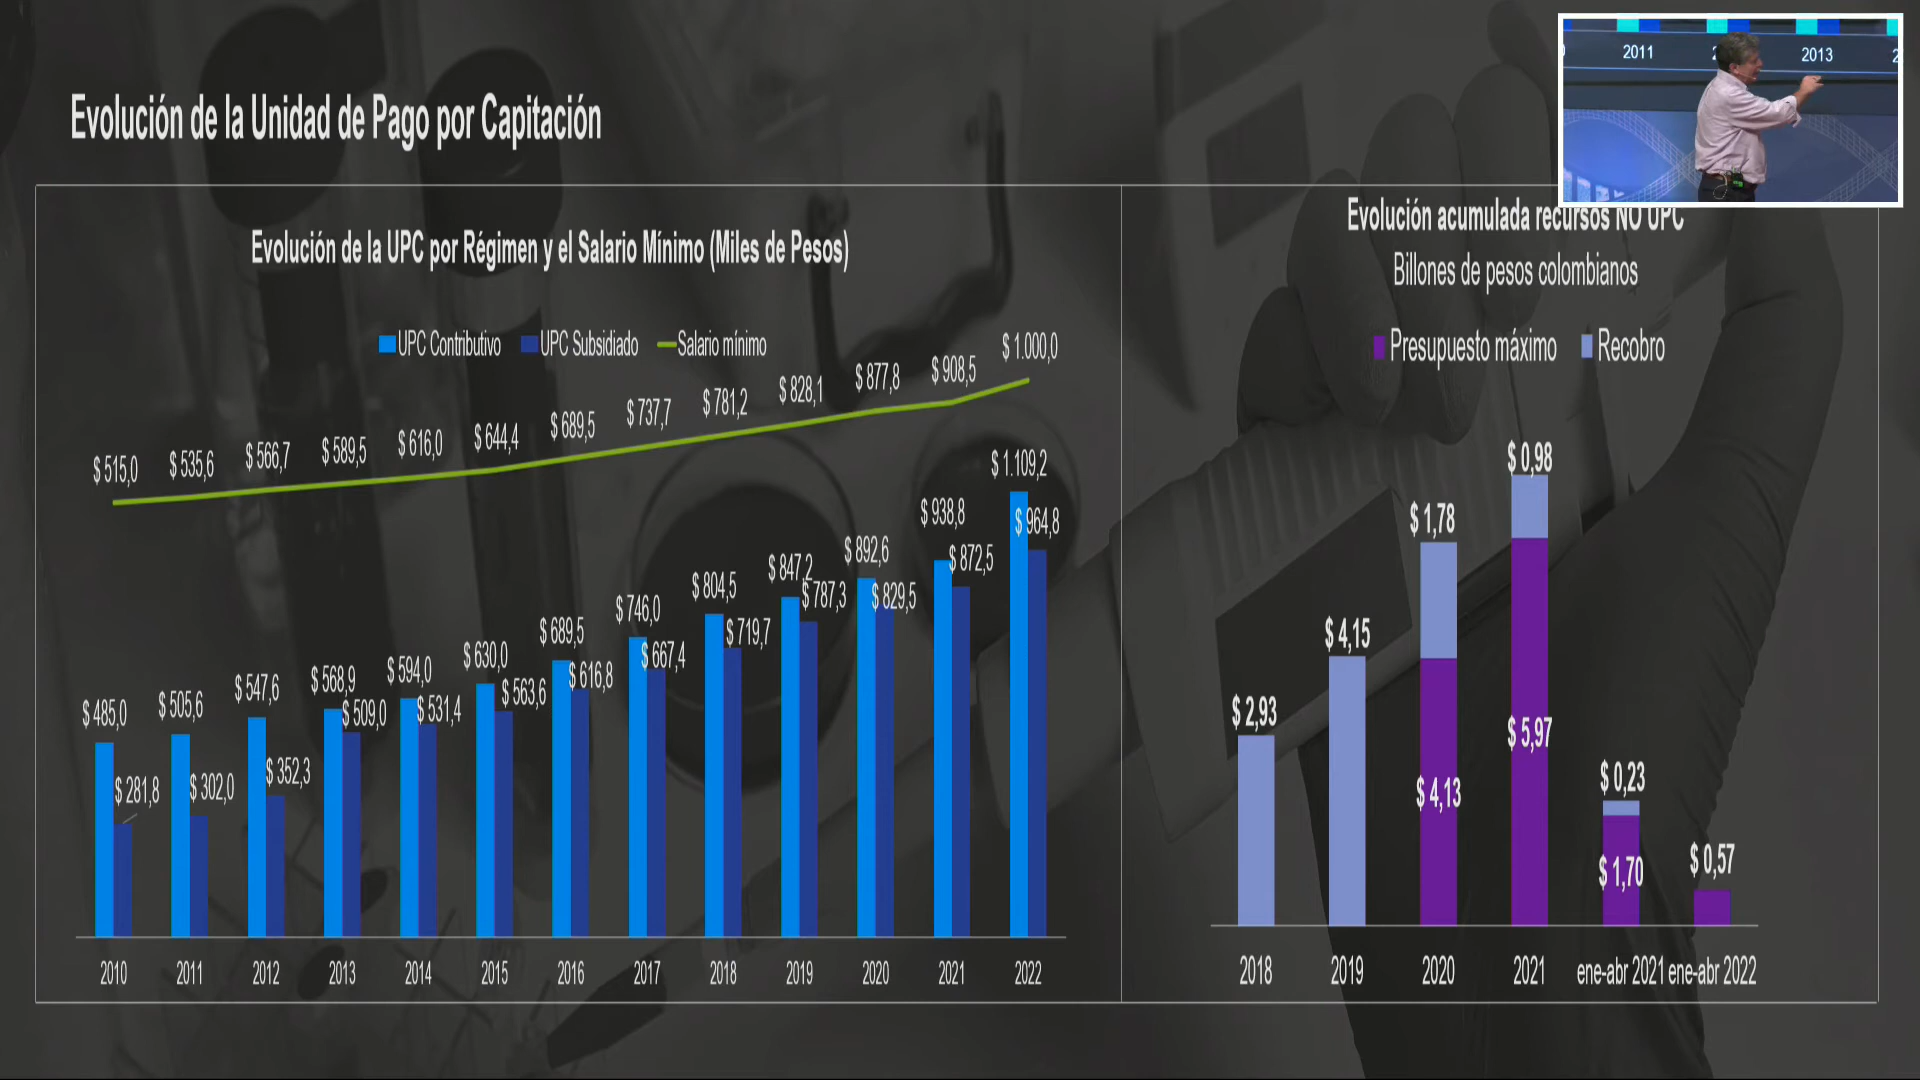 2011
2013
Evolución de la Unidad de Pago por Capitación
Evolución de la UPC por Régimen y el Salario Mínimo (Miles de Pesos)
UPC Contributivo UPC Subsidiado Salario mínimo
$ 515,0 $ 535,6 $ 566,7 $ 589,5 $ 616,0 $ 644,4 $ 689,5 $ 737,7 $ 781,2 $ 828,1 $ 877,8 $ 908,5 $ 1.000,0
$ 485,0 $ 505,6 $ 547,6 $ 568,9 $ 594,0 $ 630,0 $ 689,5 $ 746,0 $ 804,5 $ 847,2 $ 892,6 $ 938,8 $ 1.109,2
$ 281,8 $ 302,0 $ 352,3 $ 509,0 $ 531,4 $ 563,6 $ 616,8 $ 667,4 $ 719,7 $ 787,3 $ 829,5 $ 872,5 $ 964,8
2010 2011 2012 2013 2014 2015 2016 2017 2018 2019 2020 2021 2022
Evolución acumulada recursos NO UPC
Billones de pesos colombianos
Presupuesto máximo Recobro
$ 2,93 $ 4,15 $ 1,78 $ 0,98 $ 0,23 $ 0,57
$ 4,13 $ 5,97 $ 1,70
2018 2019 2020 2021 ene-abr 2021 ene-abr 2022